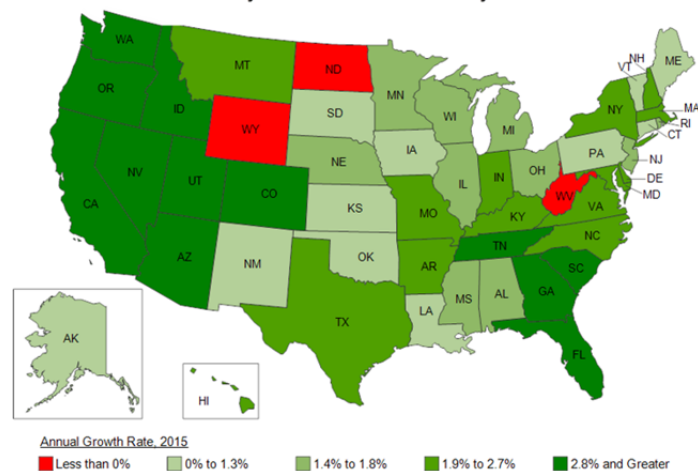 WA
MT
ND
ME
VT
NH
OR
MN
ID
SD
WI
NY
MA
WY
MI
RI
CT
IA
PA
NE
NJ
NV
OH
IL
IN
DE
UT
MD
CO
WV
CA
VA
KS
MO
KY
NC
TN
AZ
OK
NM
AR
SC
MS
AL
GA
LA
TX
AK
FL
HI
Annual Growth Rate, 2015
Less than 0% 0% to 1.3% 1.4% to 1.8% 1.9% to 2.7% 2.8% and Greater